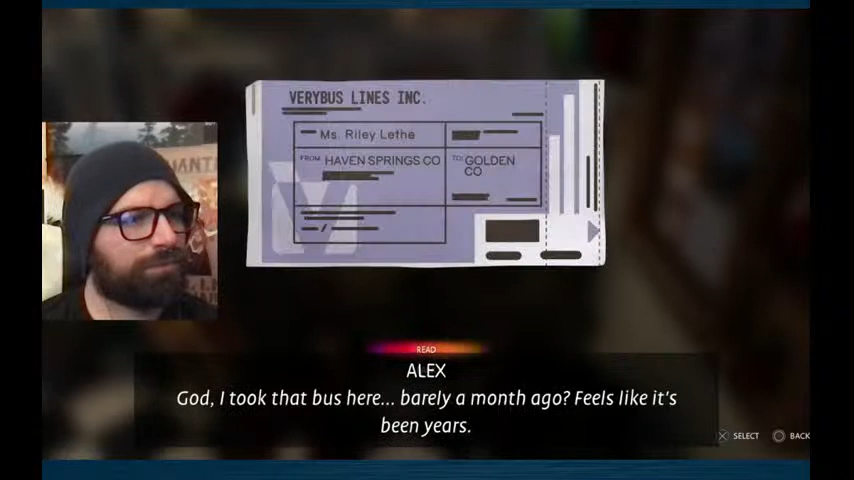 VERYBUS LINES INC.
Ms. Riley Lethe
FROM: HAVEN SPRINGS CO
TO: GOLDEN
CO
READ
ALEX
God, I took that bus here... barely a month ago? Feels like it's
been years.
SELECT
BACK